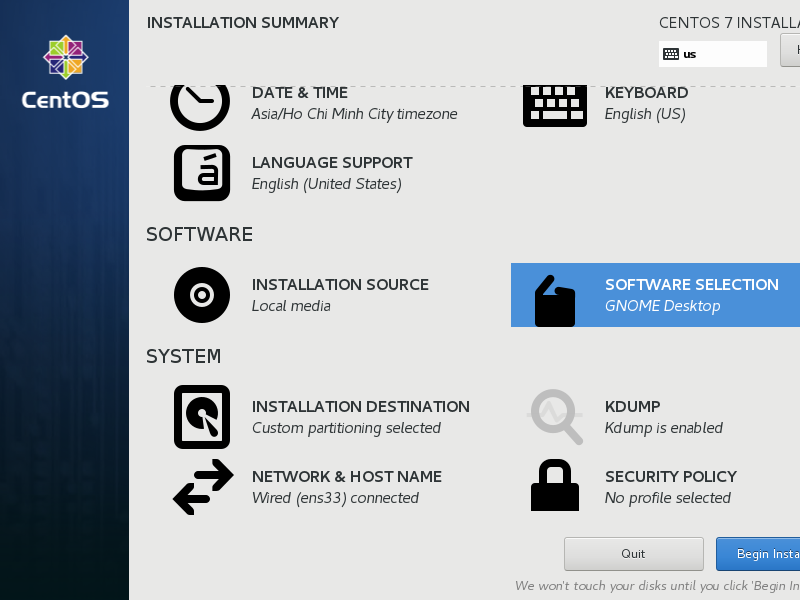 INSTALLATION SUMMARY
CENTOS 7 INSTALLA
us
H
CentOS
DATE & TIME
Asia/Ho Chi Minh City timezone
KEYBOARD
English (US)
LANGUAGE SUPPORT
English (United States)
SOFTWARE
INSTALLATION SOURCE
Local media
SOFTWARE SELECTION
GNOME Desktop
SYSTEM
INSTALLATION DESTINATION
Custom partitioning selected
KDUMP
Kdump is enabled
NETWORK & HOST NAME
Wired (ens33) connected
SECURITY POLICY
No profile selected
Quit
Begin Insta
We won't touch your disks until you click 'Begin In